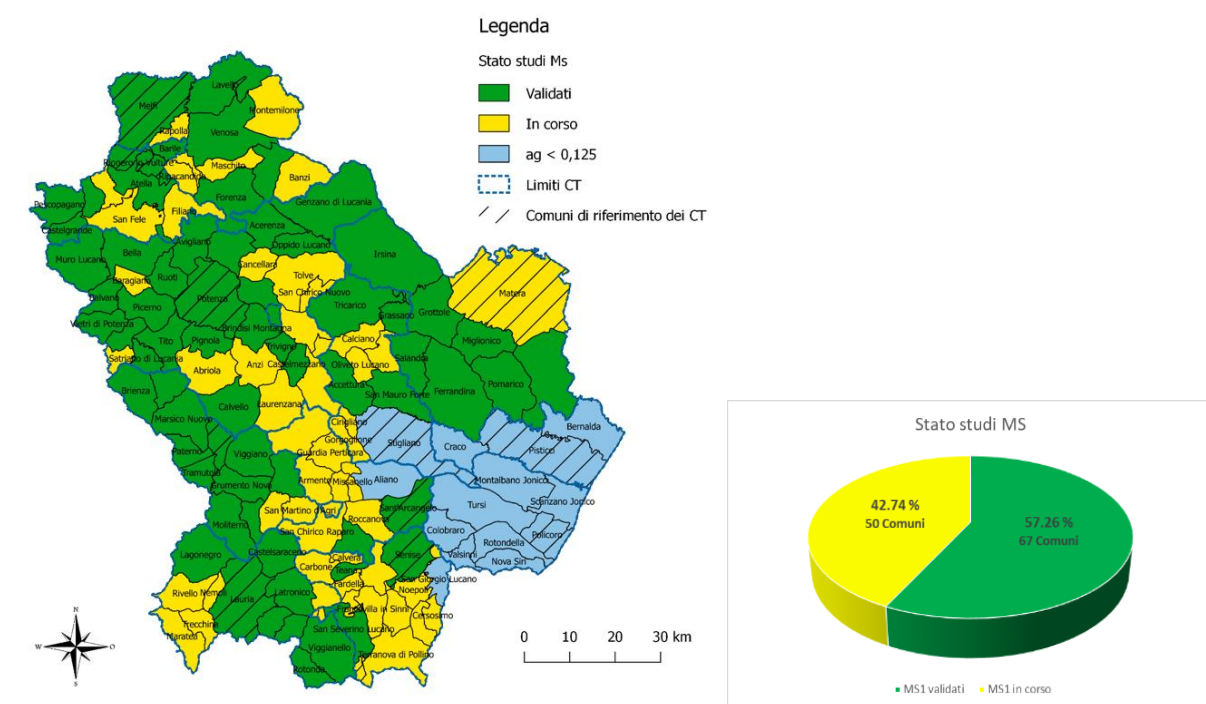 Legenda
Stato studi Ms
Validati
In corso
ag < 0,125
Limiti CT
Comuni di riferimento dei CT
Lavello
Melfi
Montemilone
Rapolla
Venosa
Barile
Rionero in Vulture
Maschito
Ripacandida
Banzi
Atella
Forenza
Genzano di Lucania
Pescopagano
San Fele
Filiano
Castelgrande
Acerenza
Avigliano
Oppido Lucano
Muro Lucano
Bella
Irsina
Cancellara
Tolve
Ruoti
Baragiano
San Chirico Nuovo
Matera
Balvano
Potenza
Tricarico
Picerno
Grassano
Grottole
Vietri di Potenza
Brindisi Montagna
Tito
Pignola
Trivigno
Calciano
Miglionico
Satriano di Lucania
Salandra
Anzi
Castelmezzano
Oliveto Lucano
Abriola
Accettura
Pomarico
Brienza
San Mauro Forte
Ferrandina
Calvello
Laurenzana
Marsico Nuovo
Cirigliano
Bernalda
Gorgoglione
Stigliano
Craco
Pisticci
Paterno
Viggiano
Guardia Perticara
Tramutola
Grumento Nova
Armento
Missanello
Aliano
Montalbano Jonico
Scanzano Jonico
Tursi
San Martino d'Agri
Sant'Arcangelo
Roccanova
Moliterno
Colobraro
Policoro
San Chirico Raparo
Rotondella
Lagonegro
Castelsaraceno
Calvera
Senise
Valsinni
Nova Siri
Carbone
Teana
San Giorgio Lucano
Fardella
Noepoli
Rivello
Nemoli
Lauria
Latronico
Francavilla in Sinni
Cersosimo
Trecchina
San Severino Lucano
Maratea
Viggianello
Terranova di Pollino
Rotonda
N
W
O
S
0 10 20 30 km
Stato studi MS
42.74 %
50 Comuni
57.26 %
67 Comuni
MS1 validati
MS1 in corso